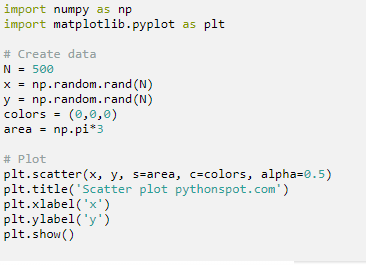 import numpy as np
import matplotlib.pyplot as plt
# Create data
N = 500
x = np.random.rand(N)
y = np.random.rand(N)
colors = (0,0,0)
area = np.pi*3
# Plot
plt.scatter(x, y, s=area, c=colors, alpha=0.5)
plt.title('Scatter plot pythonspot.com')
plt.xlabel('x')
plt.ylabel('y')
plt.show()